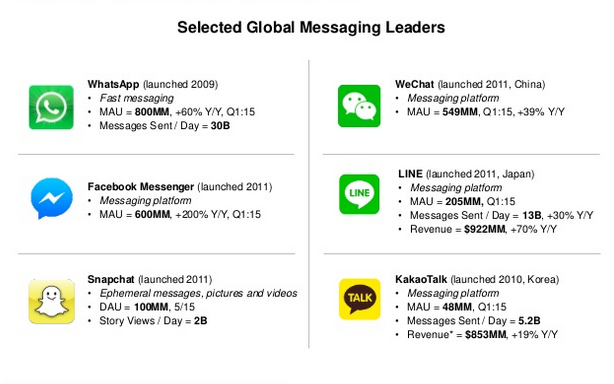 Selected Global Messaging Leaders
WhatsApp (launched 2009)
• Fast messaging
• MAU = 800MM, +60% Y/Y, Q1:15
• Messages Sent / Day = 30B
Facebook Messenger (launched 2011)
• Messaging platform
• MAU = 600MM, +200% Y/Y, Q1:15
Snapchat (launched 2011)
• Ephemeral messages, pictures and videos
• DAU = 100MM, 5/15
• Story Views / Day = 2B
WeChat (launched 2011, China)
• Messaging platform
• MAU = 549MM, Q1:15, +39% Y/Y
LINE
LINE (launched 2011, Japan)
• Messaging platform
• MAU = 205MM, Q1:15
• Messages Sent / Day = 13B, +30% Y/Y
• Revenue = $922MM, +70% Y/Y
TALK
KakaoTalk (launched 2010, Korea)
• Messaging platform
• MAU = 48MM, Q1:15
• Messages Sent / Day = 5.2B
• Revenue* = $853MM, +19% Y/Y